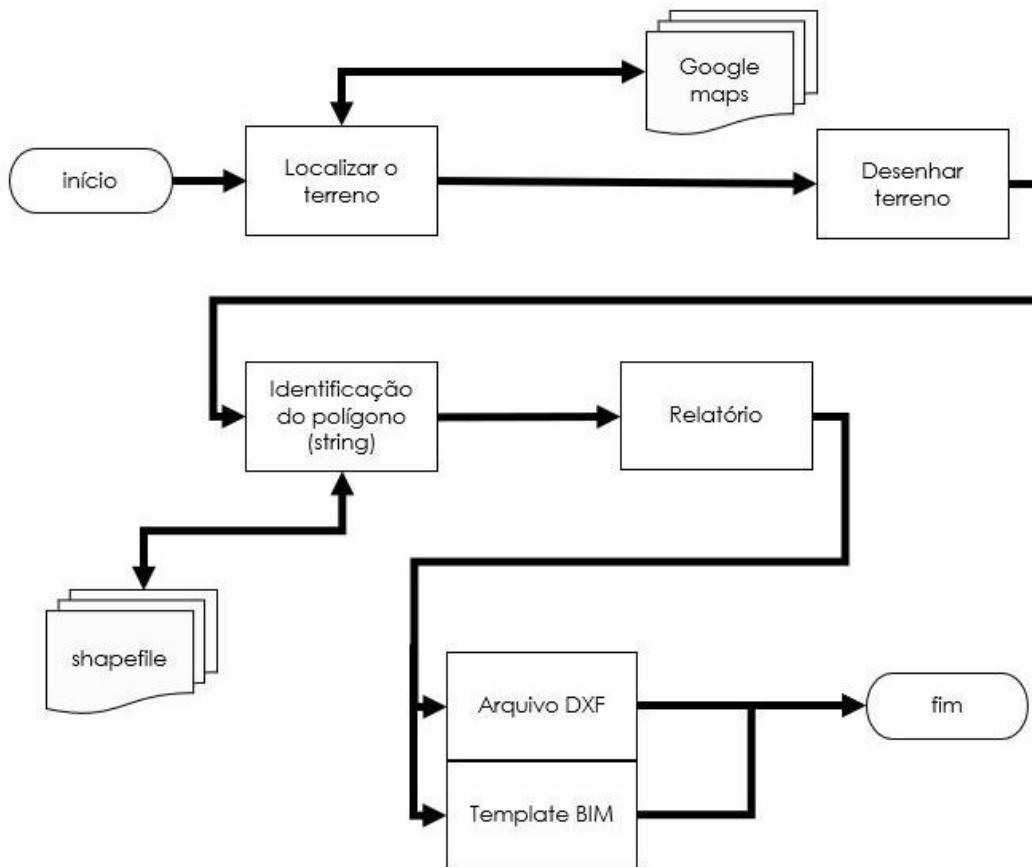 Google
maps
início
Localizar o
terreno
Desenhar
terreno
Identificação
do polígono
(string)
Relatório
shapefile
Arquivo DXF
fim
Template BIM